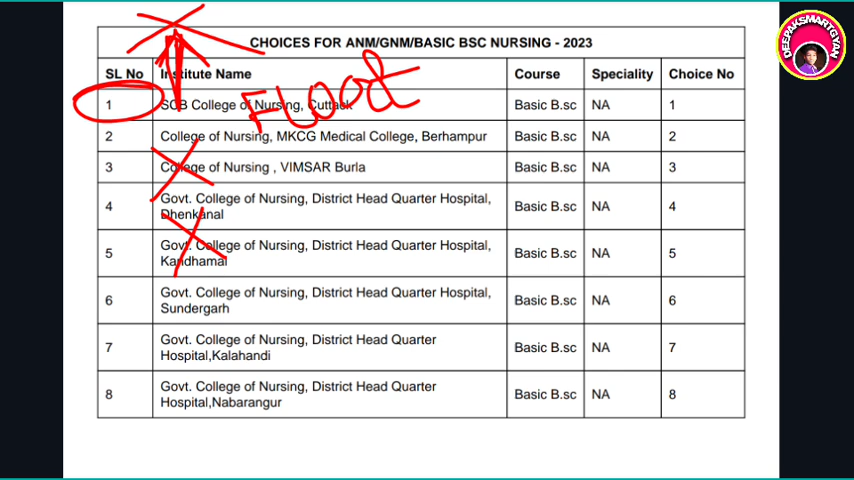 CHOICES FOR ANM/GNM/BASIC BSC NURSING - 2023
SL No Institute Name Course Speciality Choice No
1 SCB College of Nursing, Cuttack Basic B.sc NA 1
Float
2 College of Nursing, MKCG Medical College, Berhampur Basic B.sc NA 2
3 College of Nursing , VIMSAR Burla Basic B.sc NA 3
4 Govt. College of Nursing, District Head Quarter Hospital, Dhenkanal Basic B.sc NA 4
5 Govt. College of Nursing, District Head Quarter Hospital, Kandhamal Basic B.sc NA 5
6 Govt. College of Nursing, District Head Quarter Hospital, Sundergarh Basic B.sc NA 6
7 Govt. College of Nursing, District Head Quarter Hospital,Kalahandi Basic B.sc NA 7
8 Govt. College of Nursing, District Head Quarter Hospital,Nabarangur Basic B.sc NA 8
DEEPAKSMARTGYAN